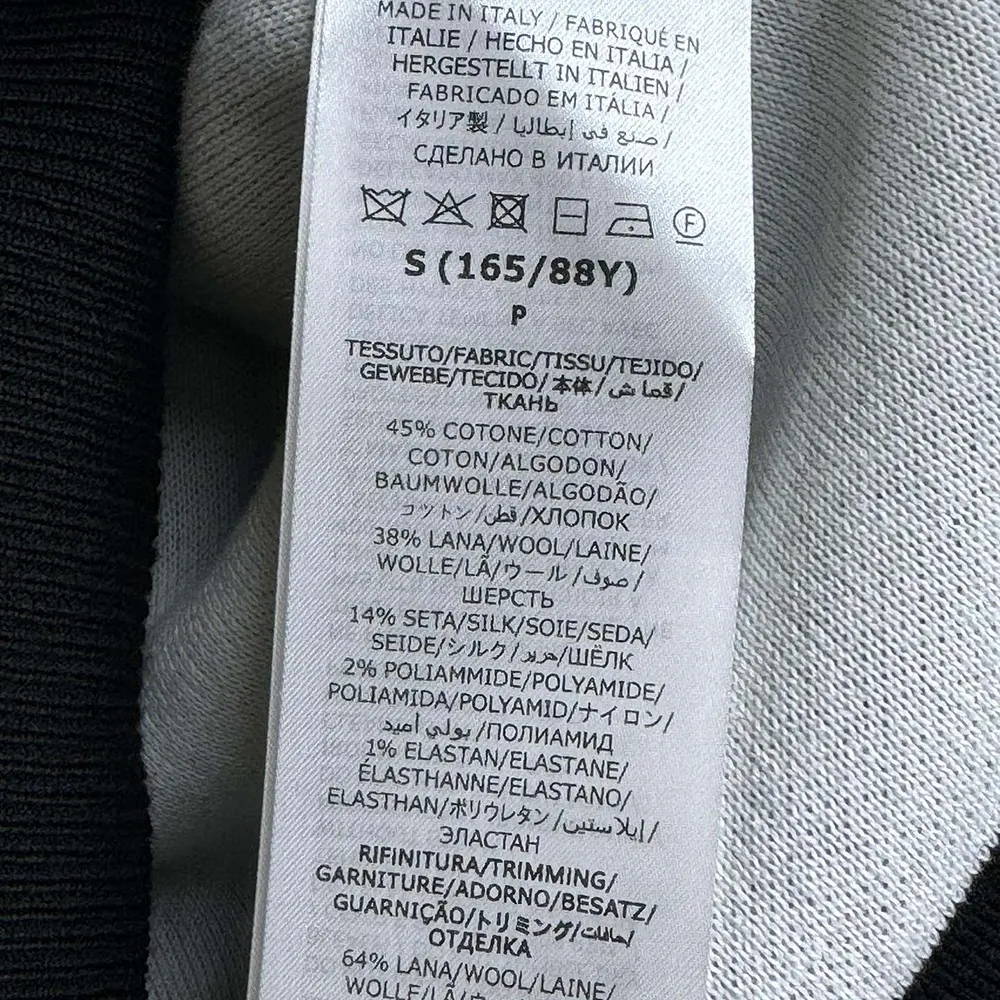 MADE IN ITALY / FABRIQUÉ EN
ITALIE / HECHO EN ITALIA /
HERGESTELLT IN ITALIEN /
FABRICADO EM ITÁLIA /
イタリア製 / صنع في إيطاليا /
СДЕЛАНО В ИТАЛИИ
F
S (165/88Y)
P
TESSUTO/FABRIC/TISSU/TEJIDO/
GEWEBE/TECIDO/本体/قماش/
ТКАНЬ
45% COTONE/COTTON/
COTON/ALGODON/
BAUMWOLLE/ALGODÃO/
コットン/قطن/ХЛОПОК
38% LANA/WOOL/LAINE/
WOLLE/LÃ/ウール/صوف/
ШЕРСТЬ
14% SETA/SILK/SOIE/SEDA/
SEIDE/シルク/حرير/ШЁЛК
2% POLIAMMIDE/POLYAMIDE/
POLIAMIDA/POLYAMID/ナイロン/
بولي اميد/ПОЛИАМИД
1% ELASTAN/ELASTANE/
ÉLASTHANNE/ELASTANO/
ELASTHAN/ポリウレタン/إيلاستين/
ЭЛАСТАН
RIFINITURA/TRIMMING/
GARNITURE/ADORNO/BESATZ/
GUARNIÇÃO/トリミング/حافات/
ОТДЕЛКА
64% LANA/WOOL/LAINE/
WOLLE/LÃ/ウール